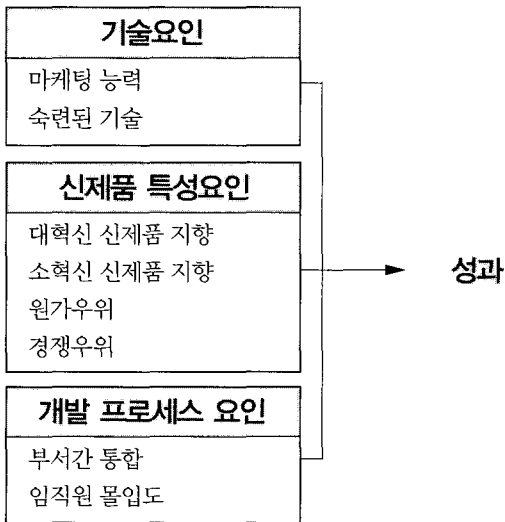 기술요인
마케팅 능력
숙련된 기술
신제품 특성요인
대혁신 신제품 지향
소혁신 신제품 지향
원가우위
경쟁우위
성과
개발 프로세스 요인
부서간 통합
임직원 몰입도